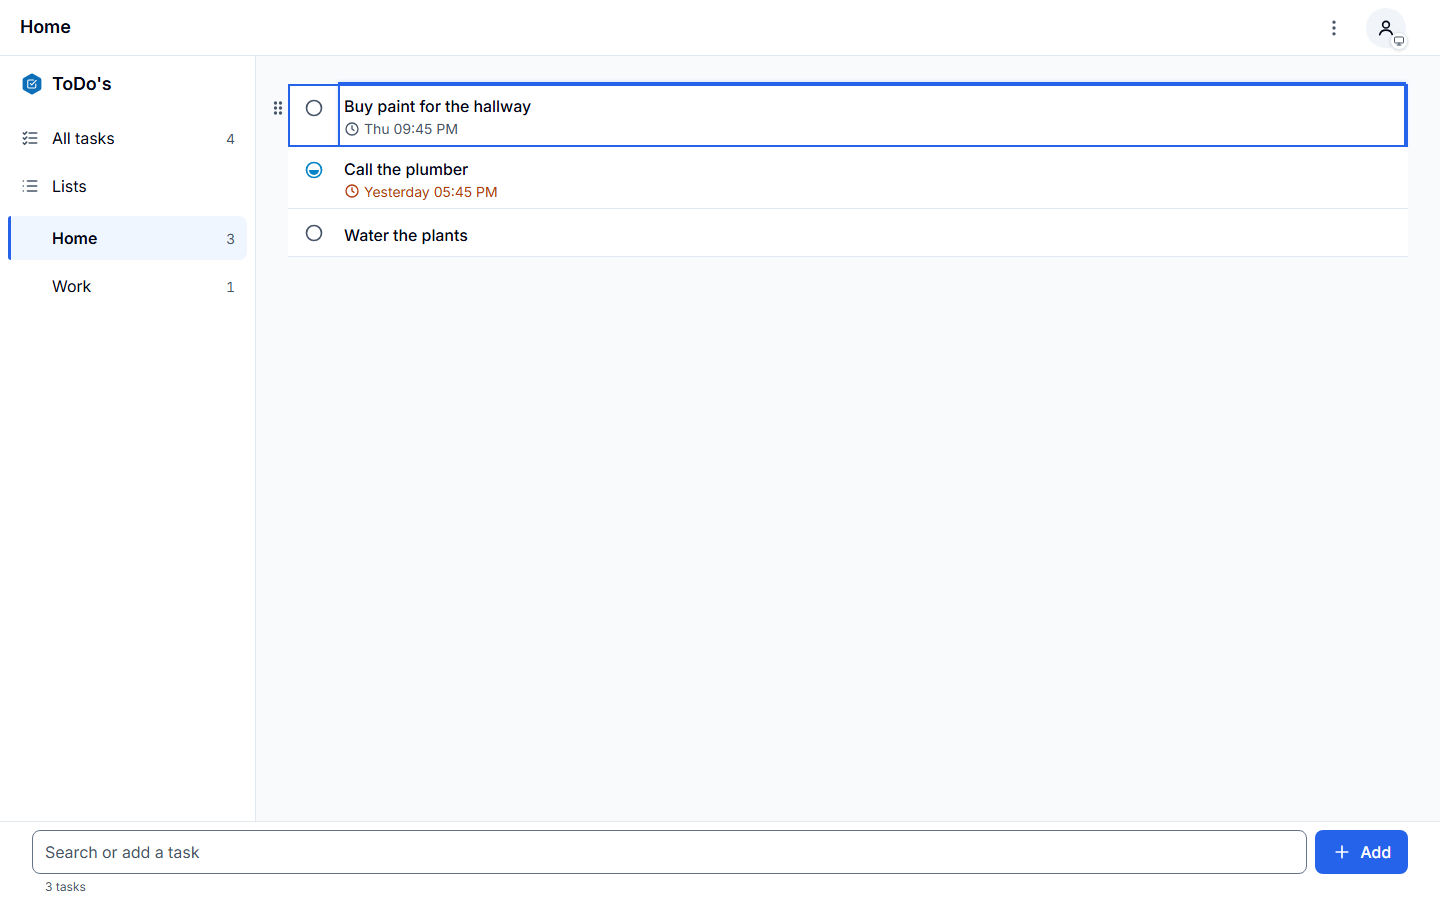 Home
ToDo's
All tasks 4
Lists
Home 3
Work 1
Buy paint for the hallway
Thu 09:45 PM
Call the plumber
Yesterday 05:45 PM
Water the plants
Search or add a task
Add
3 tasks